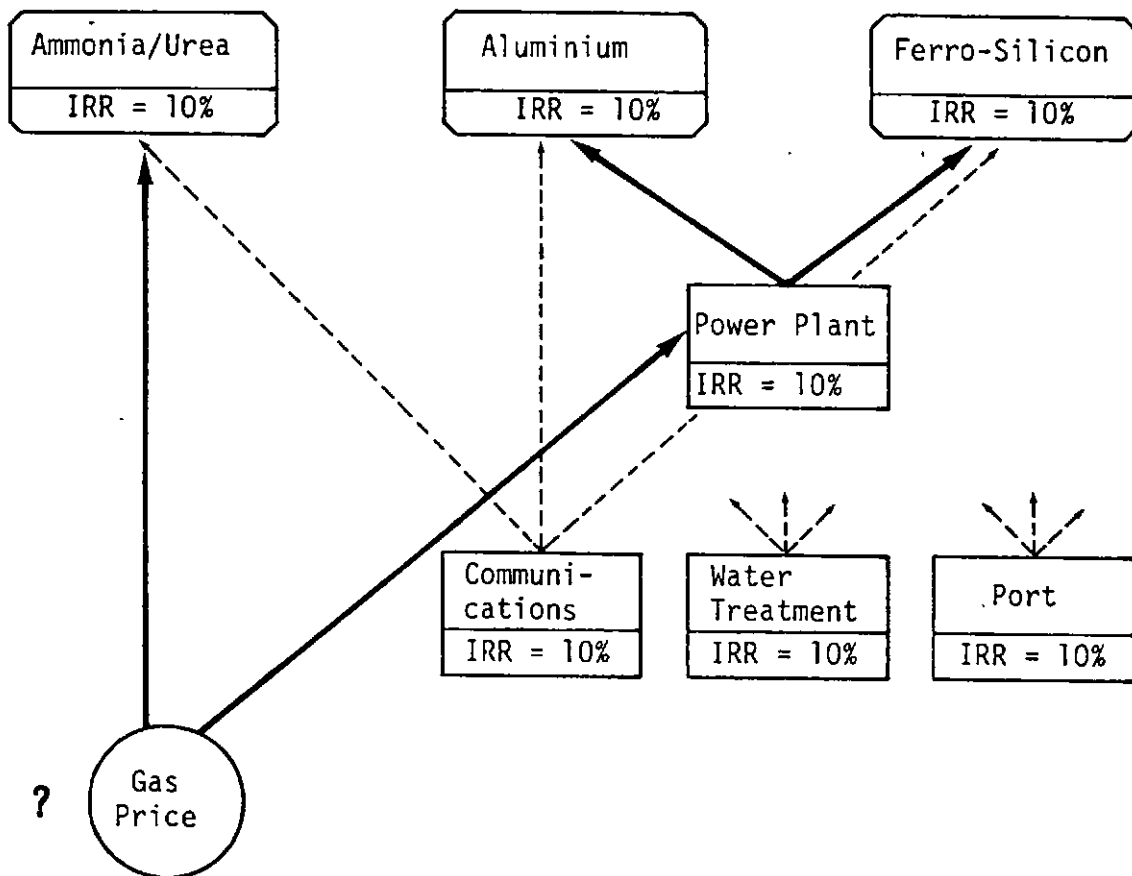 Ammonia/Urea
IRR = 10%
Aluminium
IRR = 10%
Ferro-Silicon
IRR = 10%
Power Plant
IRR = 10%
Communi-
cations
IRR = 10%
Water
Treatment
IRR = 10%
Port
IRR = 10%
?
Gas
Price